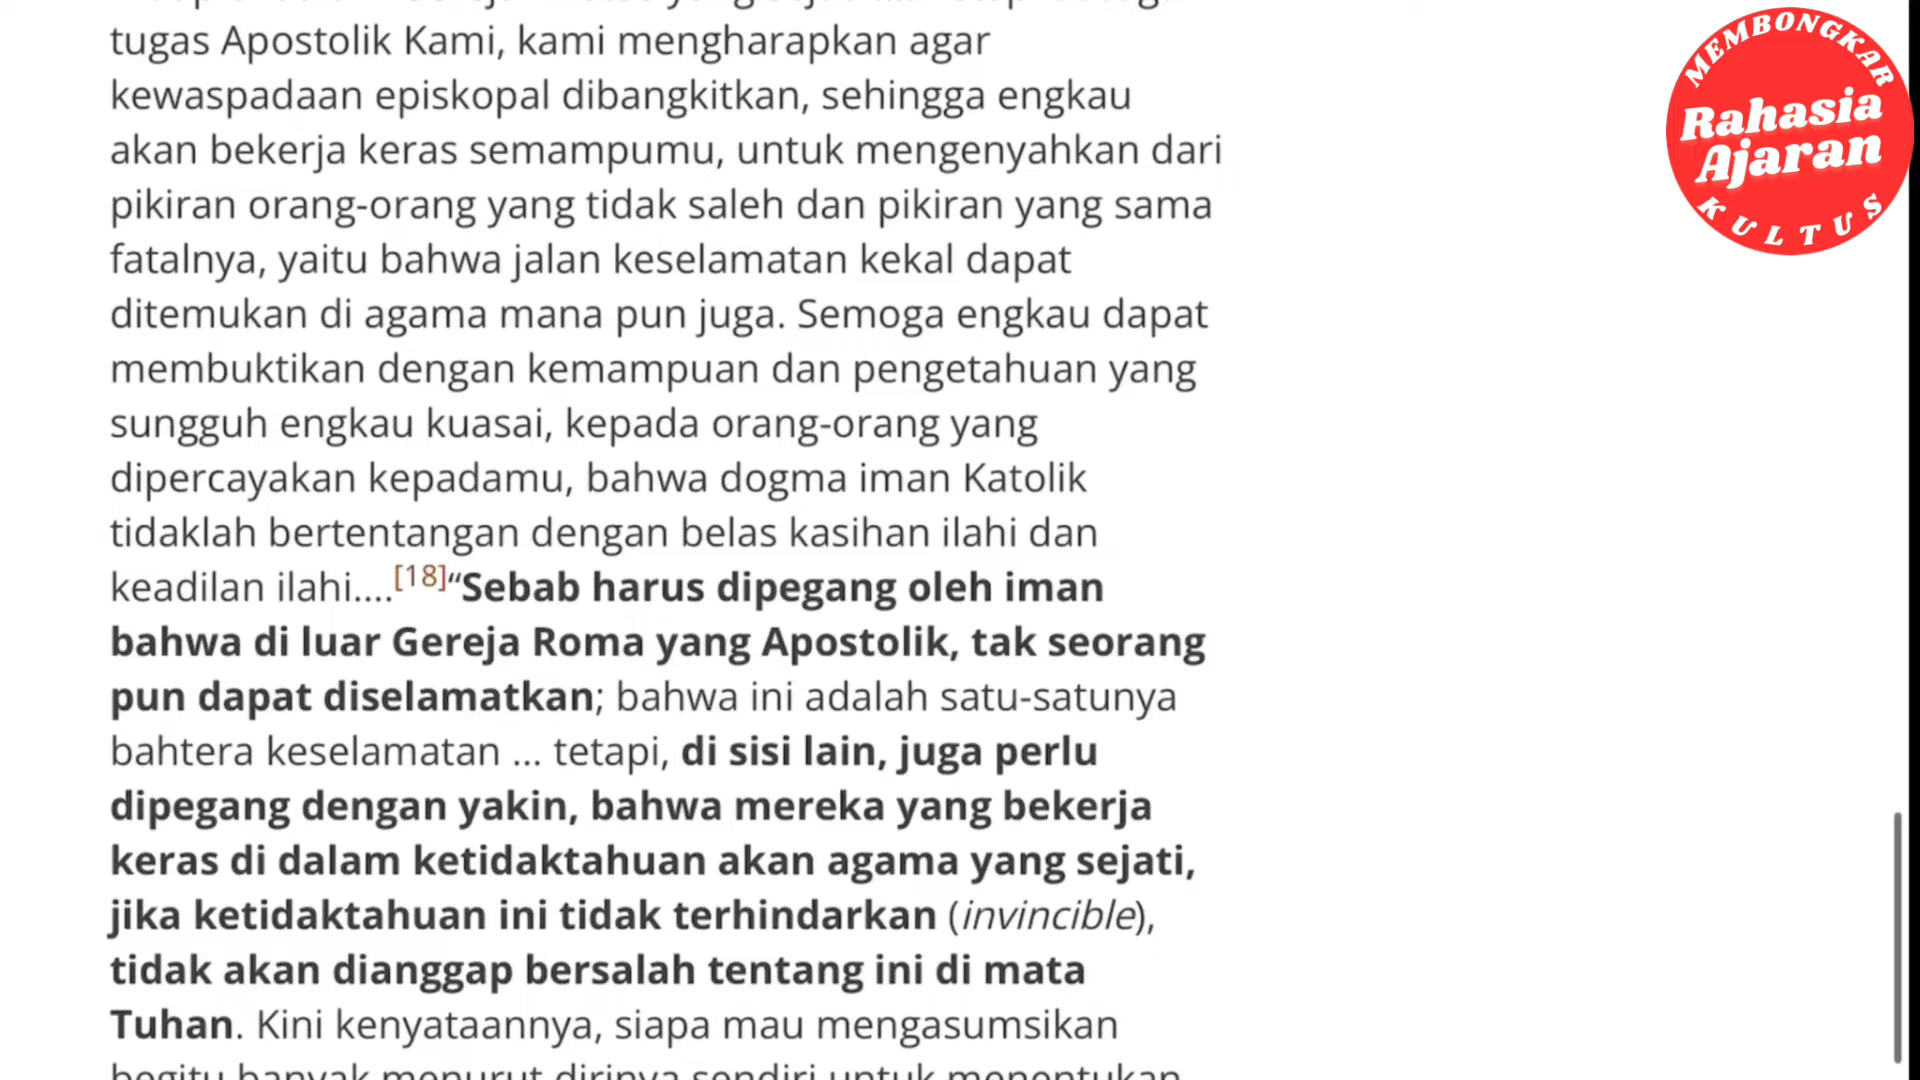 tugas Apostolik Kami, kami mengharapkan agar
kewaspadaan episkopal dibangkitkan, sehingga engkau
akan bekerja keras semampumu, untuk mengenyahkan dari
pikiran orang-orang yang tidak saleh dan pikiran yang sama
fatalnya, yaitu bahwa jalan keselamatan kekal dapat
ditemukan di agama mana pun juga. Semoga engkau dapat
membuktikan dengan kemampuan dan pengetahuan yang
sungguh engkau kuasai, kepada orang-orang yang
dipercayakan kepadamu, bahwa dogma iman Katolik
tidaklah bertentangan dengan belas kasihan ilahi dan
keadilan ilahi....[18]“Sebab harus dipegang oleh iman
bahwa di luar Gereja Roma yang Apostolik, tak seorang
pun dapat diselamatkan; bahwa ini adalah satu-satunya
bahtera keselamatan ... tetapi, di sisi lain, juga perlu
dipegang dengan yakin, bahwa mereka yang bekerja
keras di dalam ketidaktahuan akan agama yang sejati,
jika ketidaktahuan ini tidak terhindarkan (invincible),
tidak akan dianggap bersalah tentang ini di mata
Tuhan. Kini kenyataannya, siapa mau mengasumsikan
begitu banyak menurut dirinya sendiri untuk menentukan
MEMBONGKAR
Rahasia
Ajaran
KULTUS